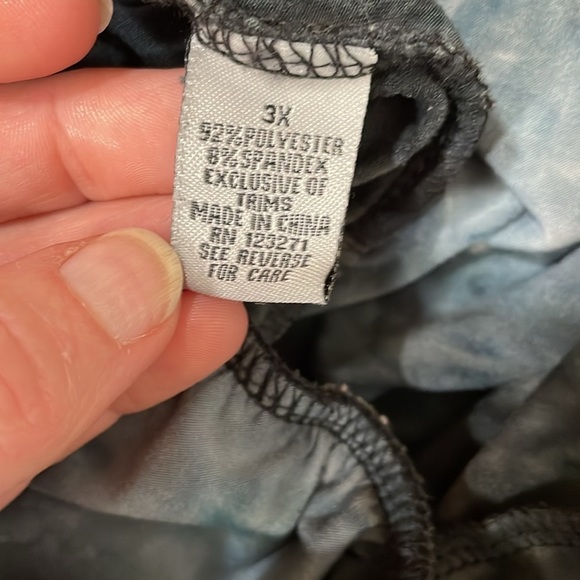 3X
92%POLYESTER
8%SPANDEX
EXCLUSIVE OF
TRIMS
MADE IN CHINA
RN 123271
SEE REVERSE
FOR CARE